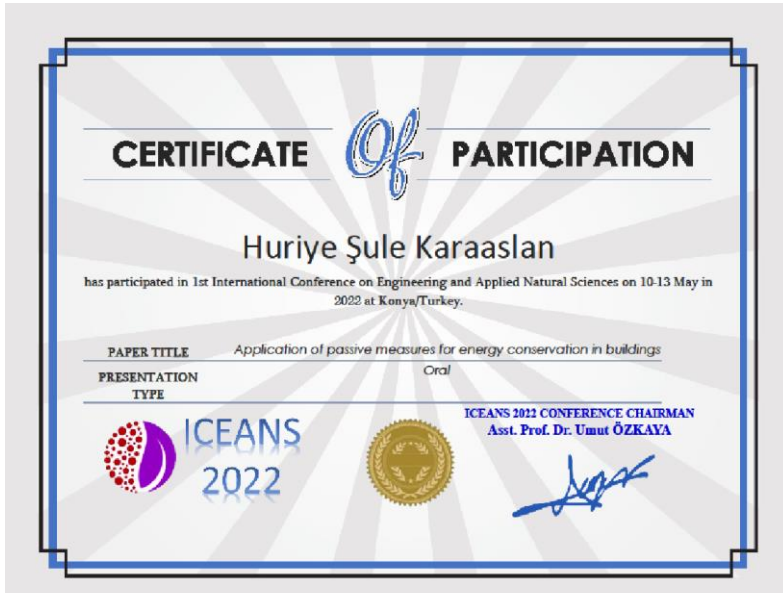 CERTIFICATE Of PARTICIPATION
Huriye Şule Karaaslan
has participated in 1st International Conference on Engineering and Applied Natural Sciences on 10-13 May in
2022 at Konya/Turkey.
PAPER TITLE Application of passive measures for energy conservation in buildings
PRESENTATION TYPE Oral
ICEANS
2022
ICEANS 2022 CONFERENCE CHAIRMAN
Asst. Prof. Dr. Umut ÖZKAYA